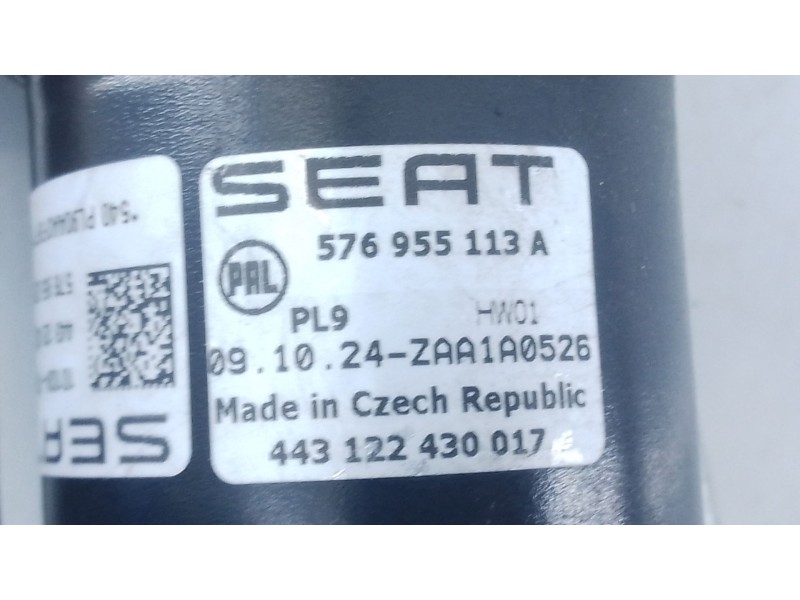 SEAT
576 955 113 A
PAL
PL9 HW01
09.10.24-ZAA1A0526
Made in Czech Republic
443 122 430 017
SEA